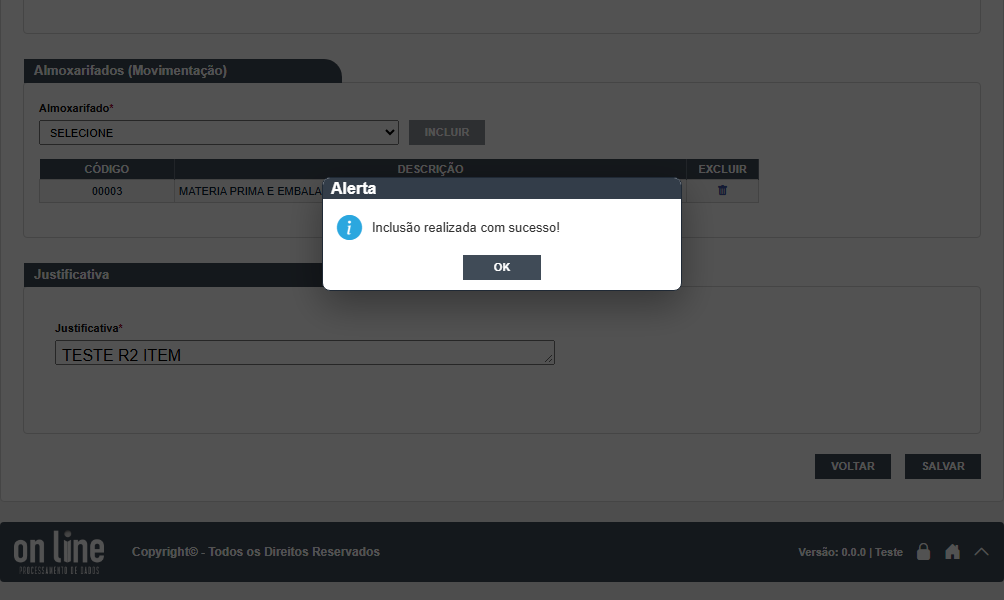 Almoxarifados (Movimentação)
Almoxarifado*
SELECIONE
INCLUIR
CÓDIGO DESCRIÇÃO EXCLUIR
00003 MATERIA PRIMA E EMBALA
Alerta
i Inclusão realizada com sucesso!
OK
Justificativa
Justificativa*
TESTE R2 ITEM
VOLTAR SALVAR
on line
PROCESSAMENTO DE DADOS
Copyright© - Todos os Direitos Reservados
Versão: 0.0.0 | Teste